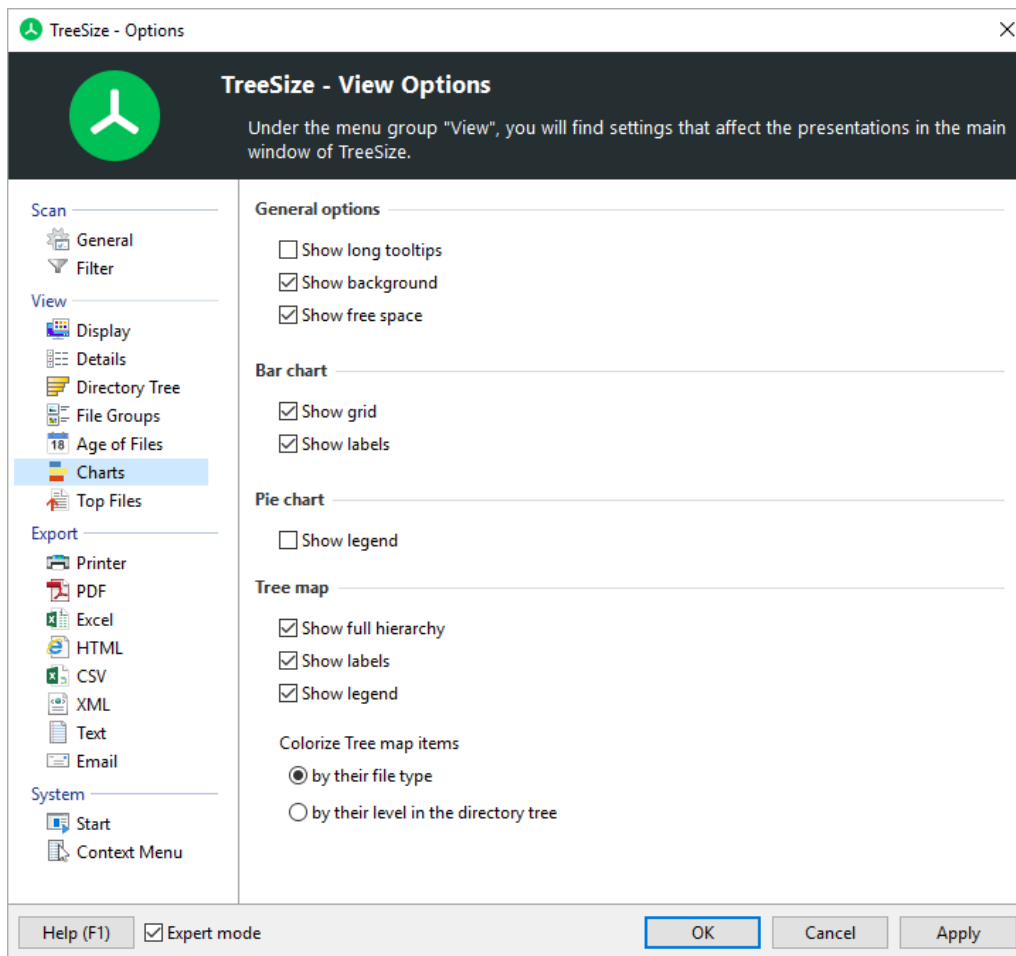 TreeSize - Options
TreeSize - View Options
Under the menu group "View", you will find settings that affect the presentations in the main
window of TreeSize.
Scan
General
Filter
View
Display
Details
Directory Tree
File Groups
18 Age of Files
Charts
Top Files
Export
Printer
PDF
Excel
HTML
CSV
XML
Text
Email
System
Start
Context Menu
General options
Show long tooltips
Show background
Show free space
Bar chart
Show grid
Show labels
Pie chart
Show legend
Tree map
Show full hierarchy
Show labels
Show legend
Colorize Tree map items
by their file type
by their level in the directory tree
Help (F1)
Expert mode
OK
Cancel
Apply